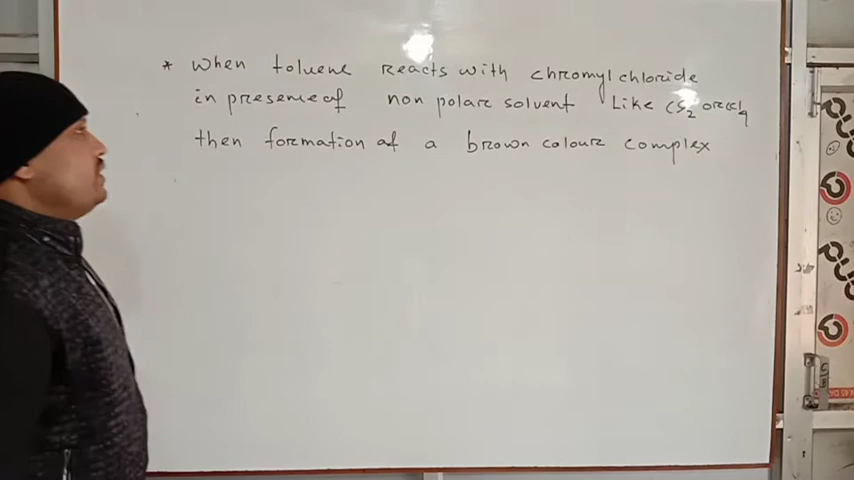 * when toluene reacts with chromyl chloride
in presence of non polar solvent Like CS2 or CCl4
then formation of a brown colour complex